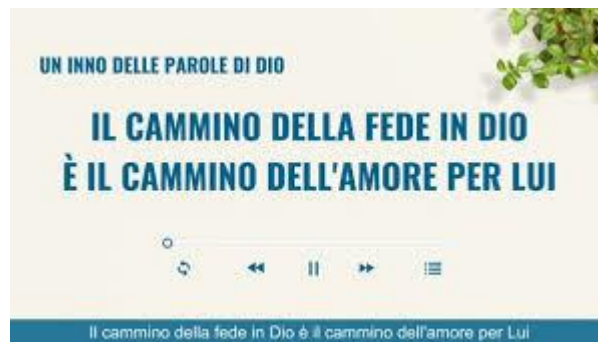 UN INNO DELLE PAROLE DI DIO
IL CAMMINO DELLA FEDE IN DIO
È IL CAMMINO DELL'AMORE PER LUI
Il cammino della fede in Dio è il cammino dell'amore per Lui